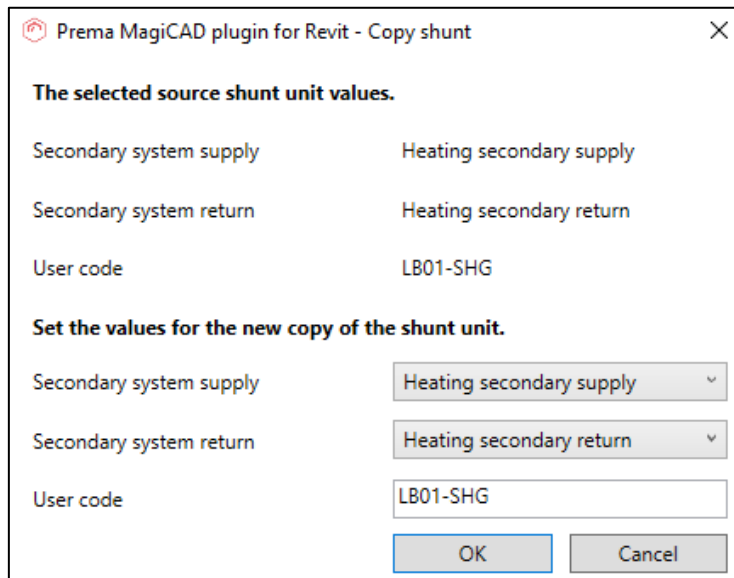 Prema MagiCAD plugin for Revit - Copy shunt
The selected source shunt unit values.
Secondary system supply Heating secondary supply
Secondary system return Heating secondary return
User code LB01-SHG
Set the values for the new copy of the shunt unit.
Secondary system supply Heating secondary supply
Secondary system return Heating secondary return
User code LB01-SHG
OK Cancel